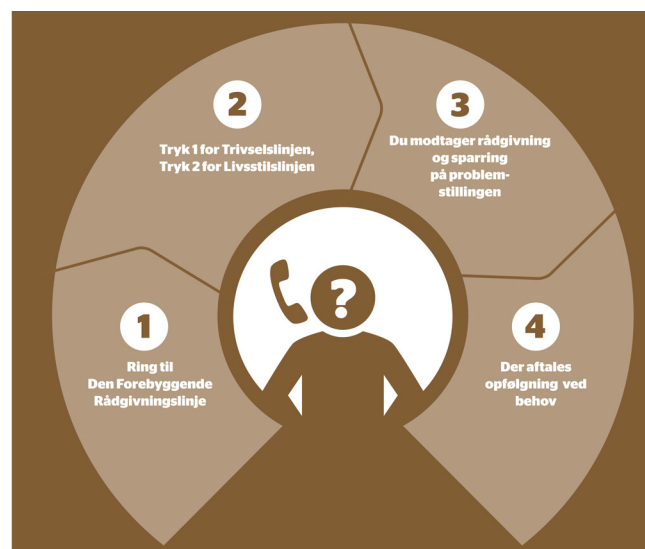 1
Ring til
Den Forebyggende
Rådgivningslinje
2
Tryk 1 for Trivselslinjen,
Tryk 2 for Livsstilslinjen
3
Du modtager rådgivning
og sparring
på problem-
stillingen
4
Der aftales
opfølgning ved
behov
?